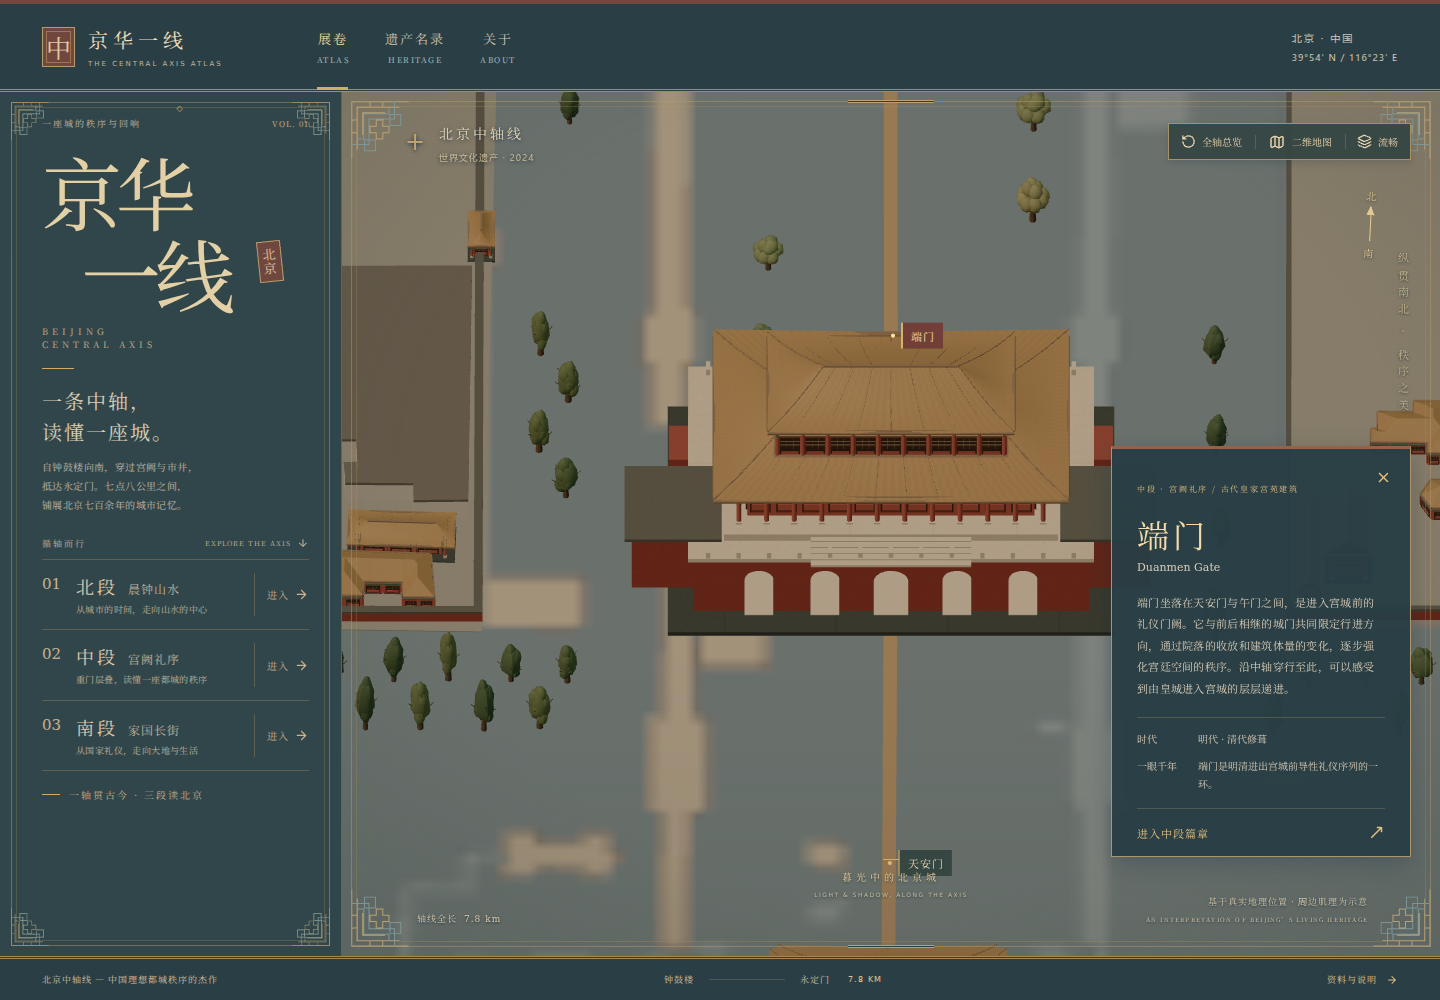 中
京华一线
THE CENTRAL AXIS ATLAS
展卷
ATLAS
遗产名录
HERITAGE
关于
ABOUT
北京 · 中国
39°54′ N / 116°23′ E
一座城的秩序与回响
VOL. 01
京华
一线
北京
BEIJING
CENTRAL AXIS
一条中轴，
读懂一座城。
自钟鼓楼向南，穿过宫阙与市井，
抵达永定门。七点八公里之间，
铺展北京七百余年的城市记忆。
循轴而行
EXPLORE THE AXIS
01
北段
晨钟山水
从城市的时间，走向山水的中心
进入
02
中段
宫阙礼序
重门层叠，读懂一座都城的秩序
进入
03
南段
家国长街
从国家礼仪，走向大地与生活
进入
一轴贯古今 · 三段读北京
北京中轴线
世界文化遗产 · 2024
全轴总览
二维地图
流畅
北
南
纵贯南北 · 秩序之美
端门
中段 · 宫阙礼序 / 古代皇家宫苑建筑
端门
Duanmen Gate
端门坐落在天安门与午门之间，是进入宫城前的
礼仪门阙。它与前后相继的城门共同限定行进方
向，通过院落的收放和建筑体量的变化，逐步强
化宫廷空间的秩序。沿中轴穿行至此，可以感受
到由皇城进入宫城的层层递进。
时代
明代 · 清代修葺
一眼千年
端门是明清进出宫城前导性礼仪序列的一
环。
进入中段篇章
天安门
暮光中的北京城
LIGHT & SHADOW, ALONG THE AXIS
轴线全长 7.8 km
基于真实地理位置 · 周边肌理为示意
AN INTERPRETATION OF BEIJING'S LIVING HERITAGE
北京中轴线 — 中国理想都城秩序的杰作
钟鼓楼
永定门
7.8 KM
资料与说明